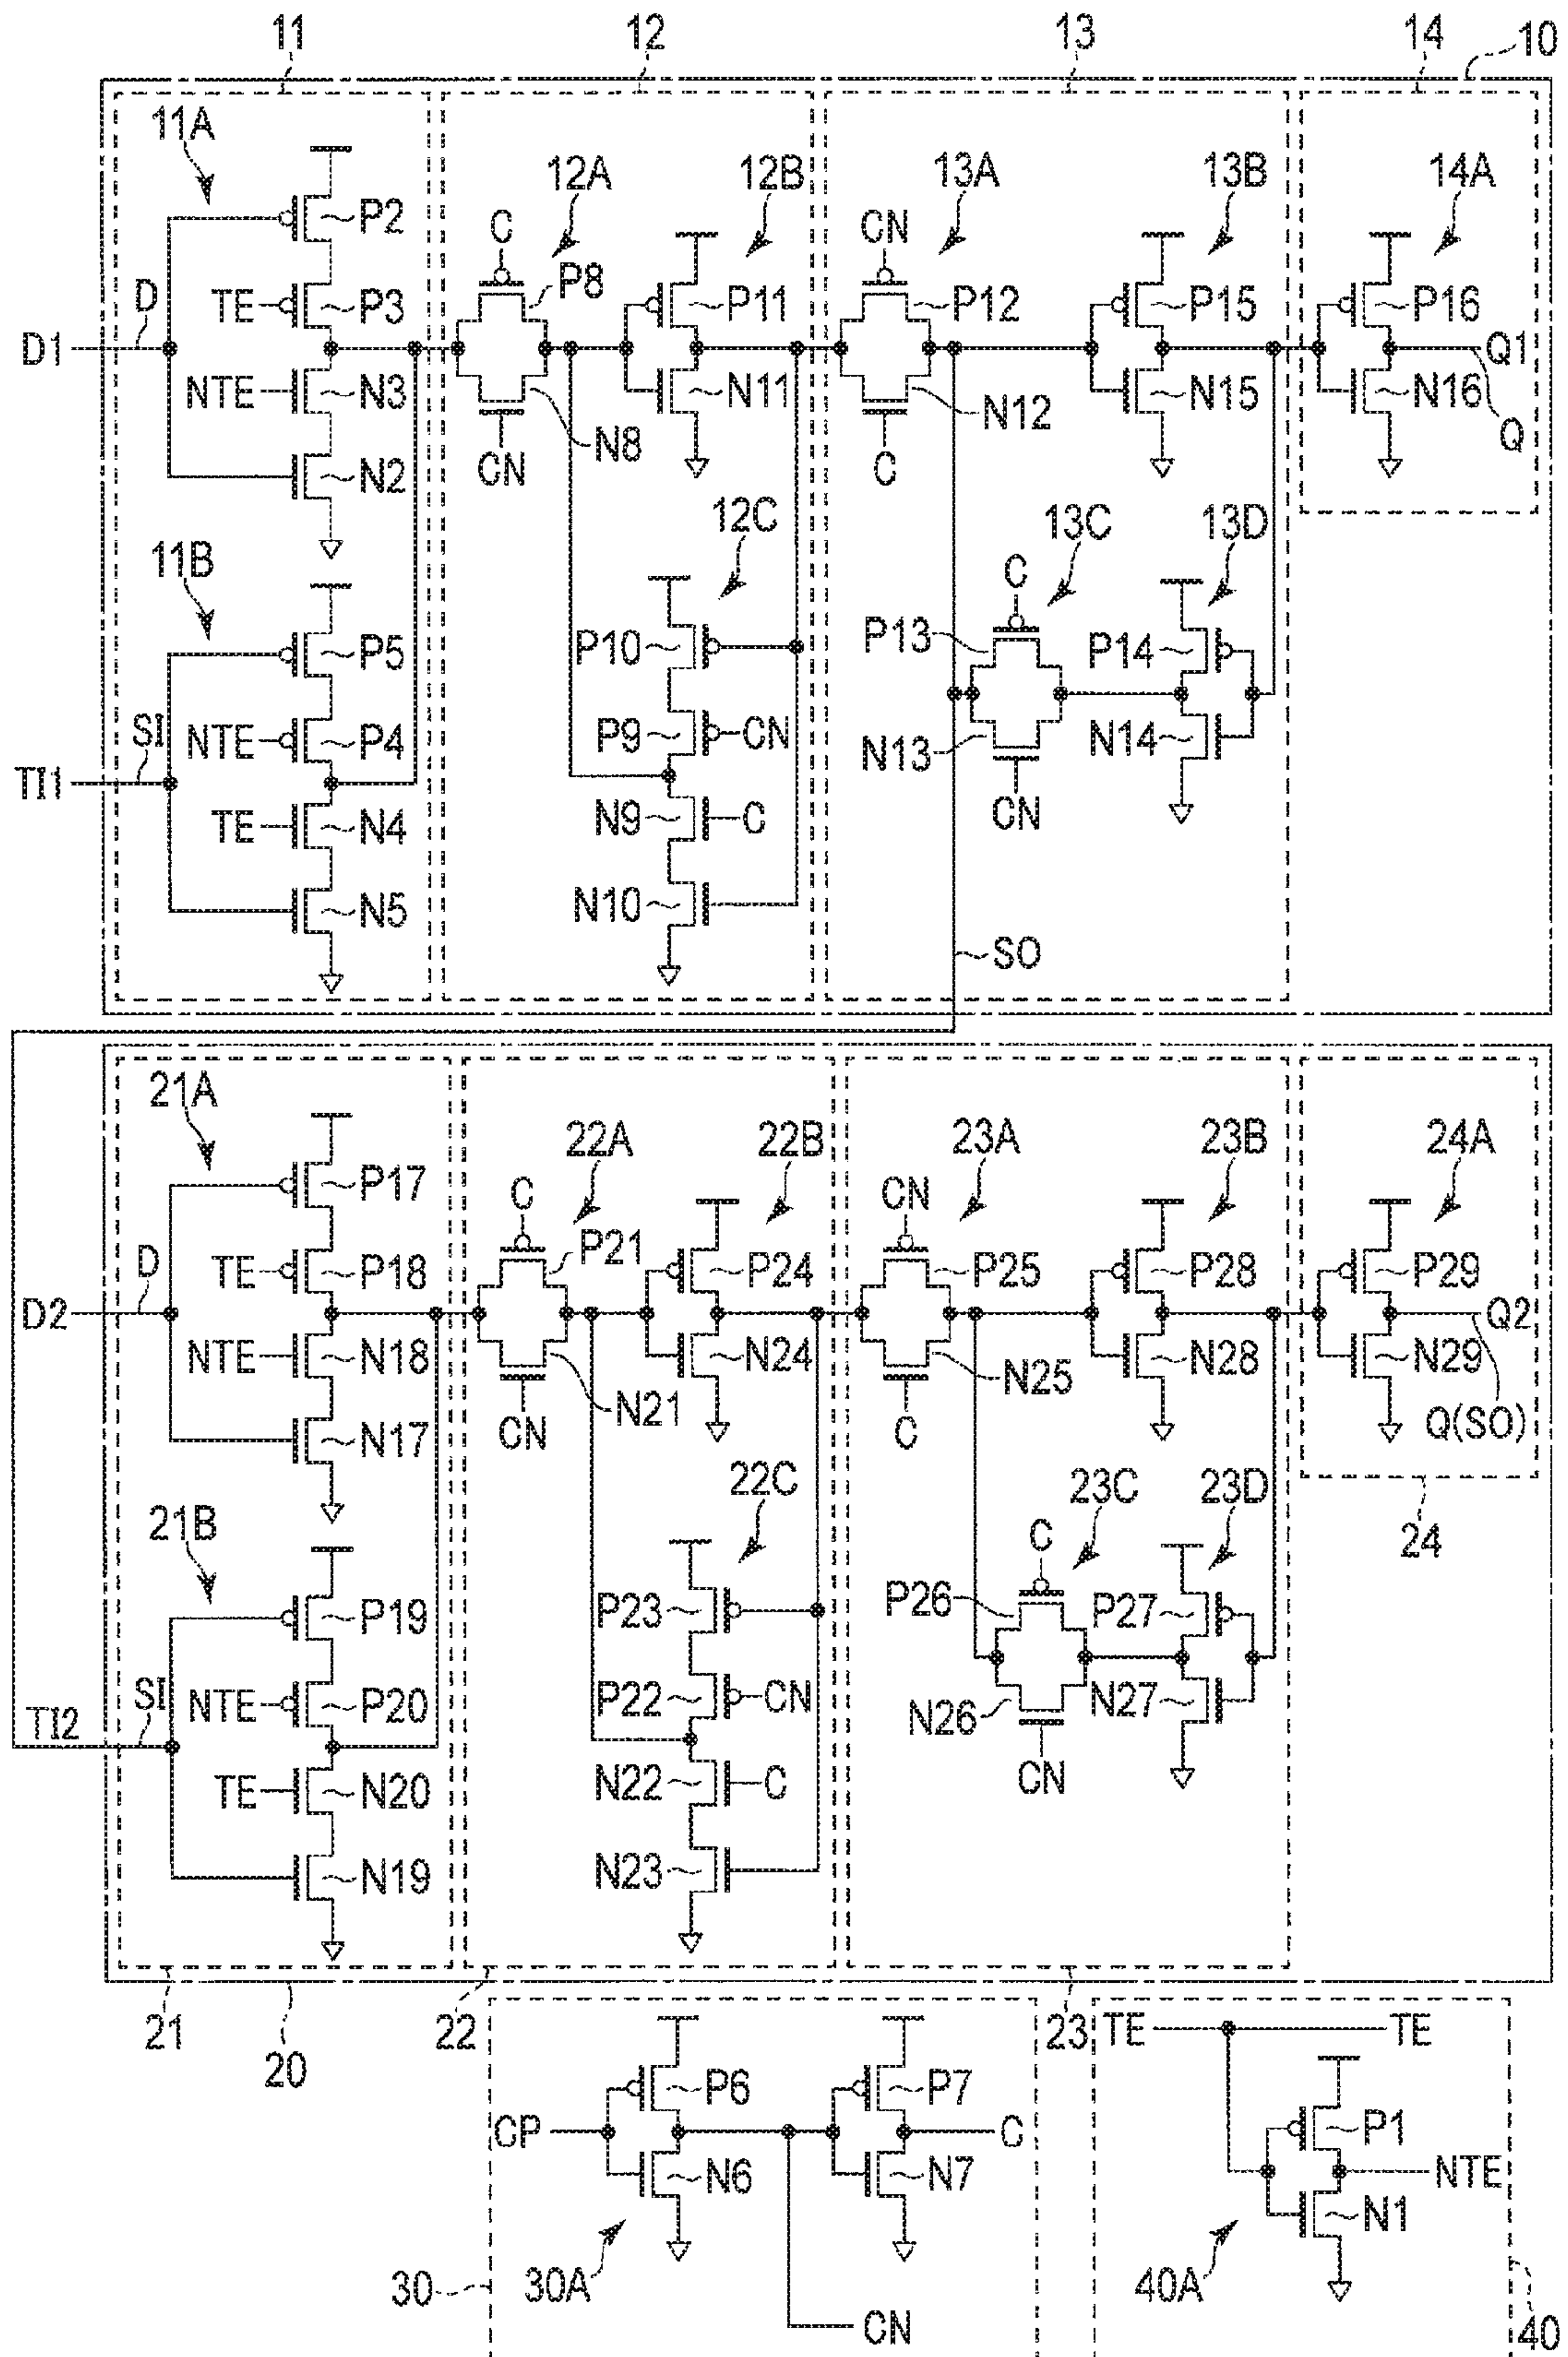 11 12 13 14 10
11A 12A 12B 13A 13B 14A
P2 C CN
P8 P11 P12 P15 P16
D TE P3
D1 Q1
NTE N3 N11 N12 N15 N16
N8 Q
N2 CN C
12C 13C 13D
11B C
P5 P10 P13 P14
SI NTE P4 P9 CN N13 N14
TI1
TE N4 N9 C CN
N5 N10
SO
21A 22A 22B 23A 23B 24A
P17 C CN
P21 P24 P25 P28 P29
D TE P18
D2 Q2
NTE N18 N24 N25 N28 N29
N21
N17 CN C Q(SO)
22C 23C 23D
21B C 24
P19 P23 P26 P27
SI NTE P20 P22 CN N26 N27
TI2
TE N20 N22 C CN
N19 N23
21 20 22 23
TE TE
P6 P7
CP C P1
N6 N7 NTE
N1
30 30A 40A
CN 40